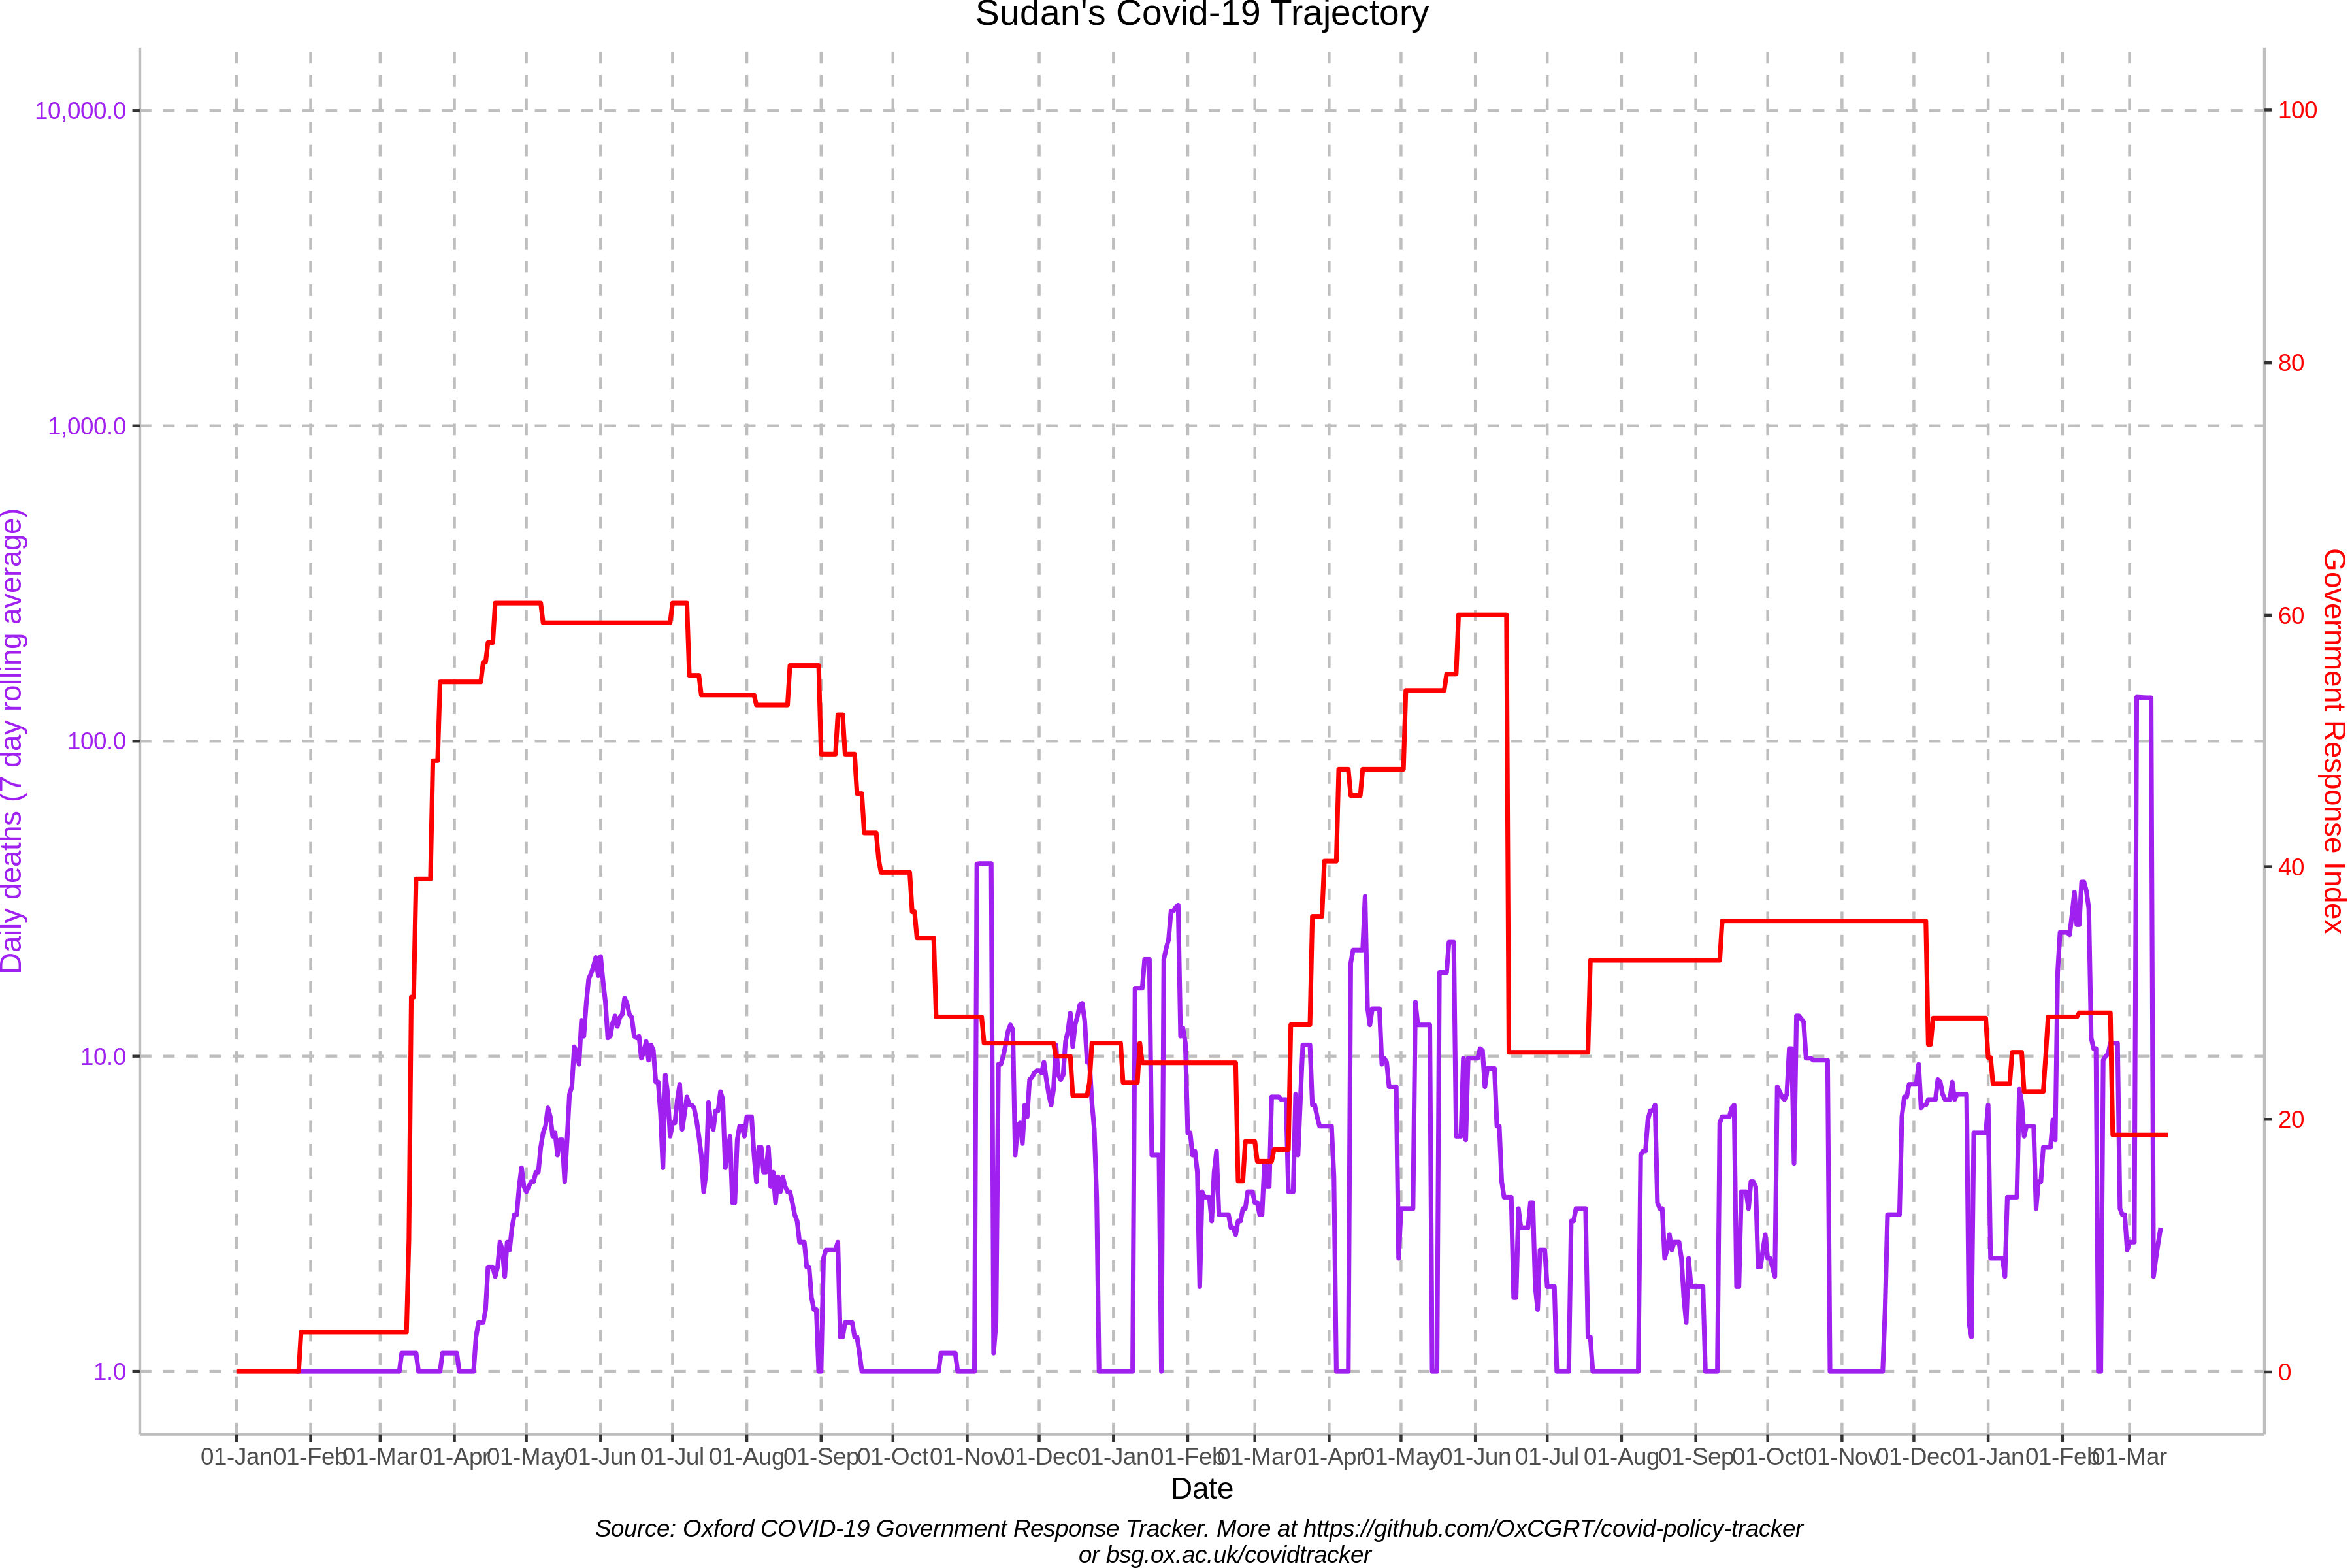 Sudan's Covid-19 Trajectory
10,000.0
1,000.0
100.0
10.0
1.0
Daily deaths (7 day rolling average)
100
80
60
40
20
0
Government Response Index
01-Jan 01-Feb 01-Mar 01-Apr 01-May 01-Jun 01-Jul 01-Aug 01-Sep 01-Oct 01-Nov 01-Dec 01-Jan 01-Feb 01-Mar 01-Apr 01-May 01-Jun 01-Jul 01-Aug 01-Sep 01-Oct 01-Nov 01-Dec 01-Jan 01-Feb 01-Mar
Date
Source: Oxford COVID-19 Government Response Tracker. More at https://github.com/OxCGRT/covid-policy-tracker
or bsg.ox.ac.uk/covidtracker